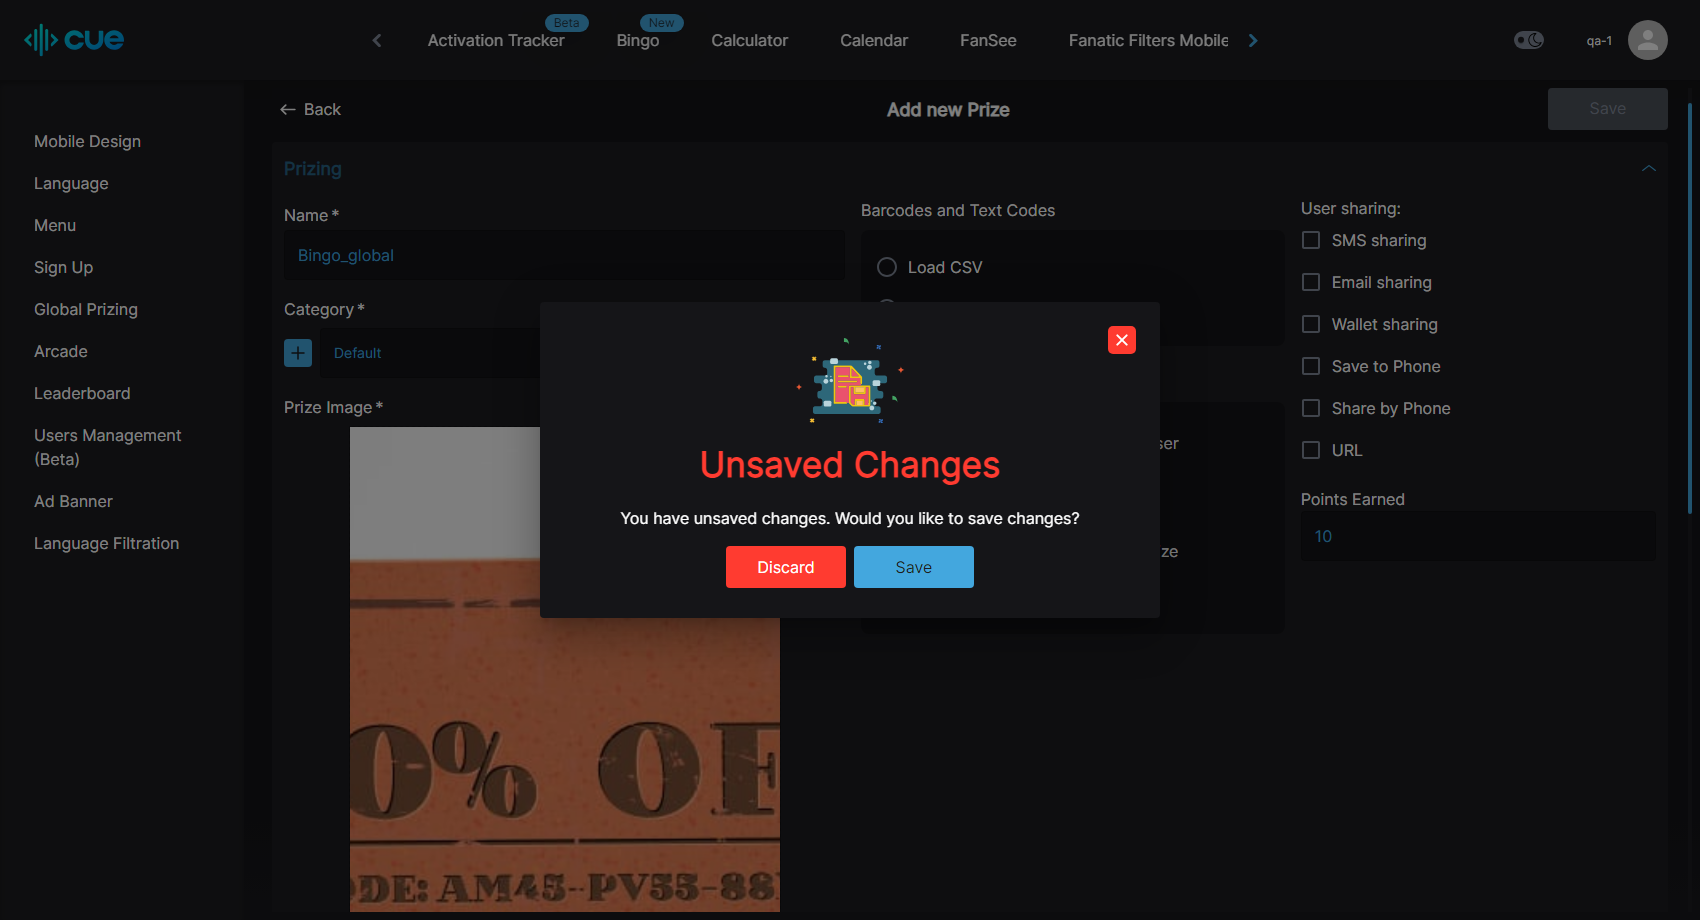 cue
Activation Tracker
Beta
Bingo
New
Calculator
Calendar
FanSee
Fanatic Filters Mobile
qa-1
Mobile Design
Language
Menu
Sign Up
Global Prizing
Arcade
Leaderboard
Users Management
(Beta)
Ad Banner
Language Filtration
Back
Add new Prize
Save
Prizing
Name*
Bingo_global
Category*
Default
Prize Image*
0% OF
ODE: AM45-PV55-88
Barcodes and Text Codes
Load CSV
ser
ze
User sharing:
SMS sharing
Email sharing
Wallet sharing
Save to Phone
Share by Phone
URL
Points Earned
10
Unsaved Changes
You have unsaved changes. Would you like to save changes?
Discard
Save